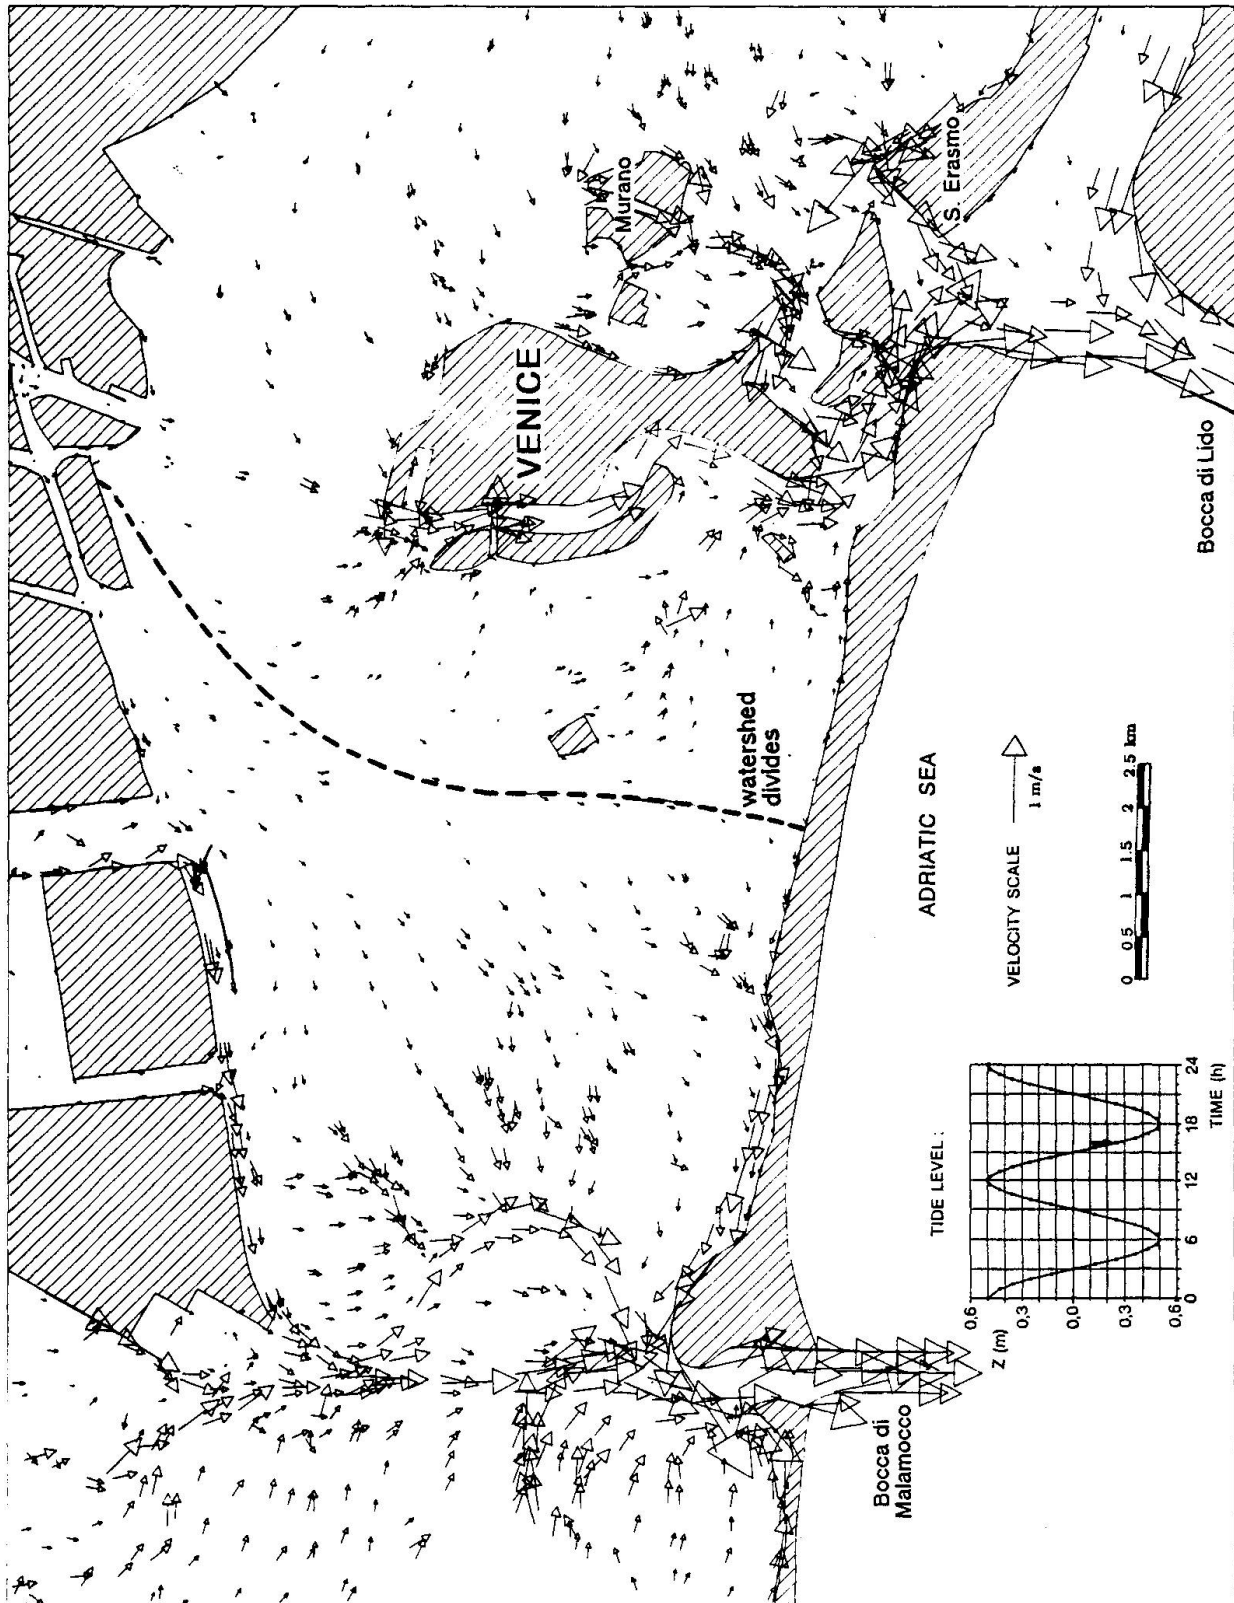 Murano
VENICE
S. Erasmo
watershed
divides
Bocca di
Malamocco
ADRIATIC SEA
Bocca di Lido
TIDE LEVEL :
VELOCITY SCALE
1 m/s
0.6
0,3
0,0
0,3
0,6
Z (m)
0 6 12 18 24
TIME (h)
0 0.5 1 1.5 2 2.5 km